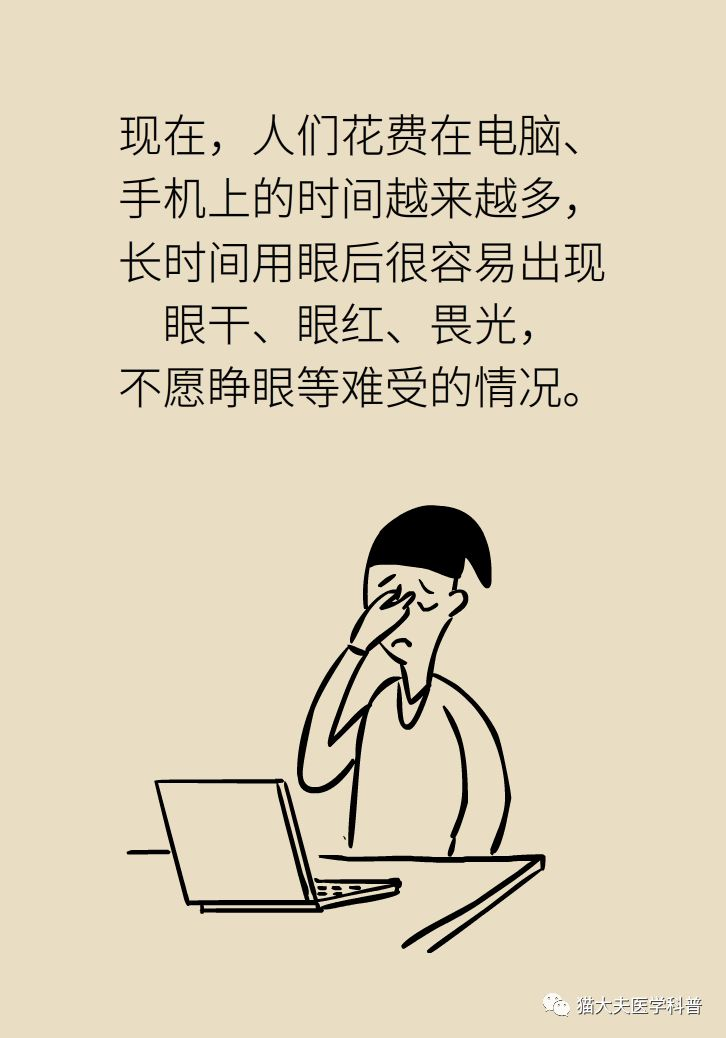 现在，人们花费在电脑、
手机上的时间越来越多，
长时间用眼后很容易出现
眼干、眼红、畏光，
不愿睁眼等难受的情况。
猫大夫医学科普